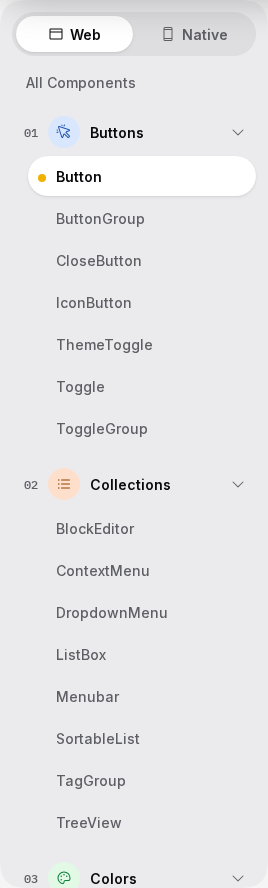 Web Native
All Components
01 Buttons
Button
ButtonGroup
CloseButton
IconButton
ThemeToggle
Toggle
ToggleGroup
02 Collections
BlockEditor
ContextMenu
DropdownMenu
ListBox
Menubar
SortableList
TagGroup
TreeView
03 Colors